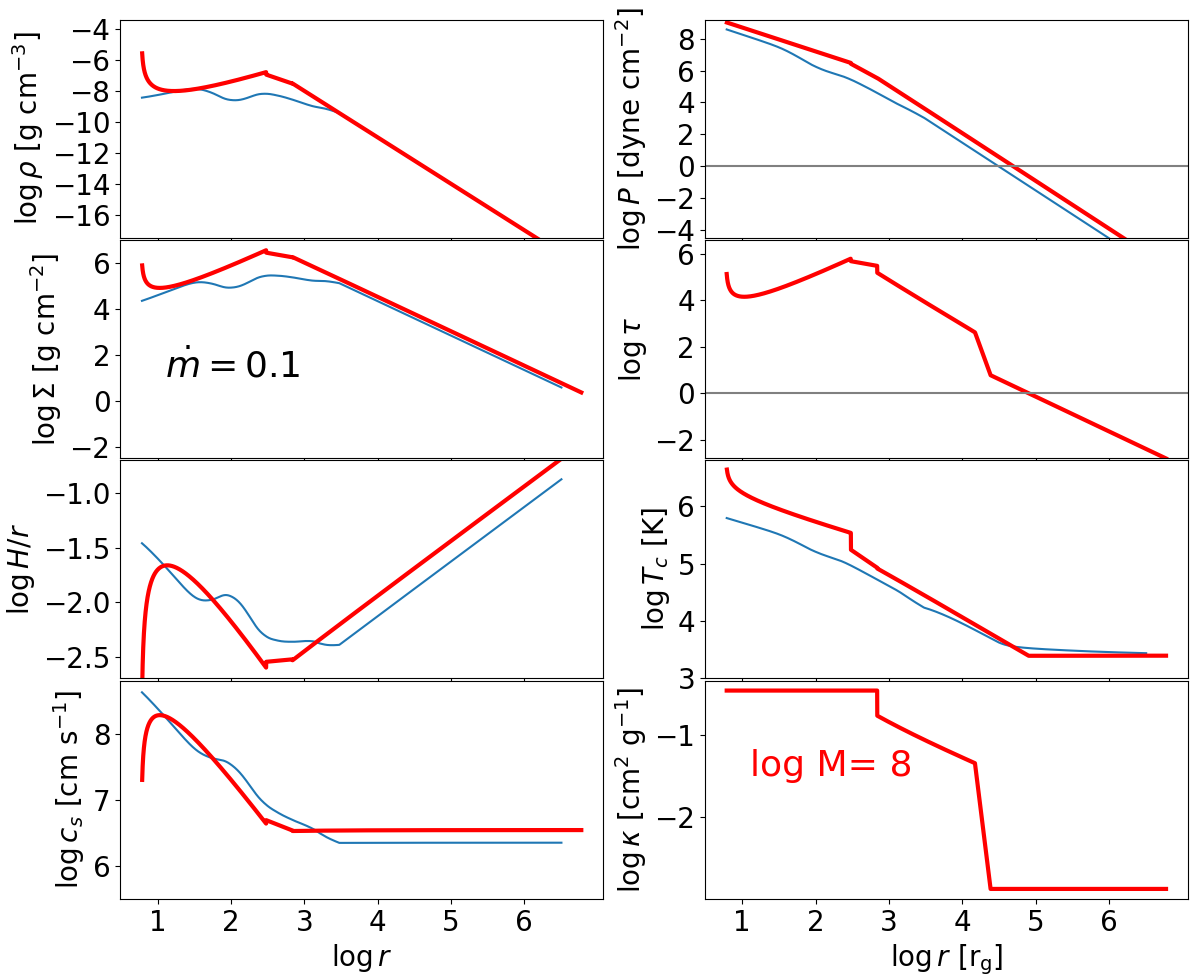 log ρ [g cm⁻³]
−4
−6
−8
−10
−12
−14
−16
log P [dyne cm⁻²]
8
6
4
2
0
−2
−4
log Σ [g cm⁻²]
6
4
2
0
−2
ṁ = 0.1
log τ
6
4
2
0
−2
log H/r
−1.0
−1.5
−2.0
−2.5
log T_c [K]
6
5
4
3
log c_s [cm s⁻¹]
8
7
6
1 2 3 4 5 6
log r
log κ [cm² g⁻¹]
−1
−2
log M= 8
1 2 3 4 5 6
log r [r_g]